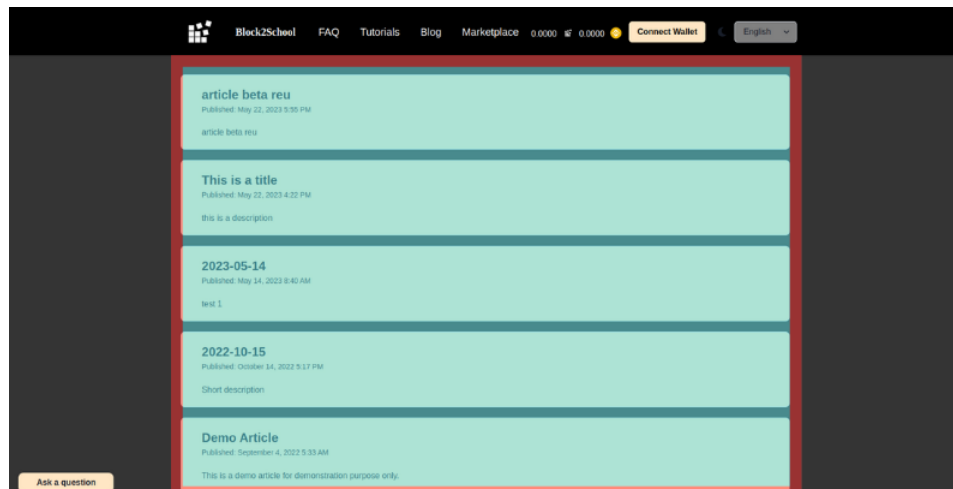 Block2School FAQ Tutorials Blog Marketplace 0.0000 0.0000 Connect Wallet English
article beta reu
Published: May 22, 2023 5:55 PM
article beta reu
This is a title
Published: May 22, 2023 4:22 PM
this is a description
2023-05-14
Published: May 14, 2023 8:40 AM
test 1
2022-10-15
Published: October 14, 2022 5:17 PM
Short description
Demo Article
Published: September 4, 2022 5:33 AM
This is a demo article for demonstration purpose only.
Ask a question